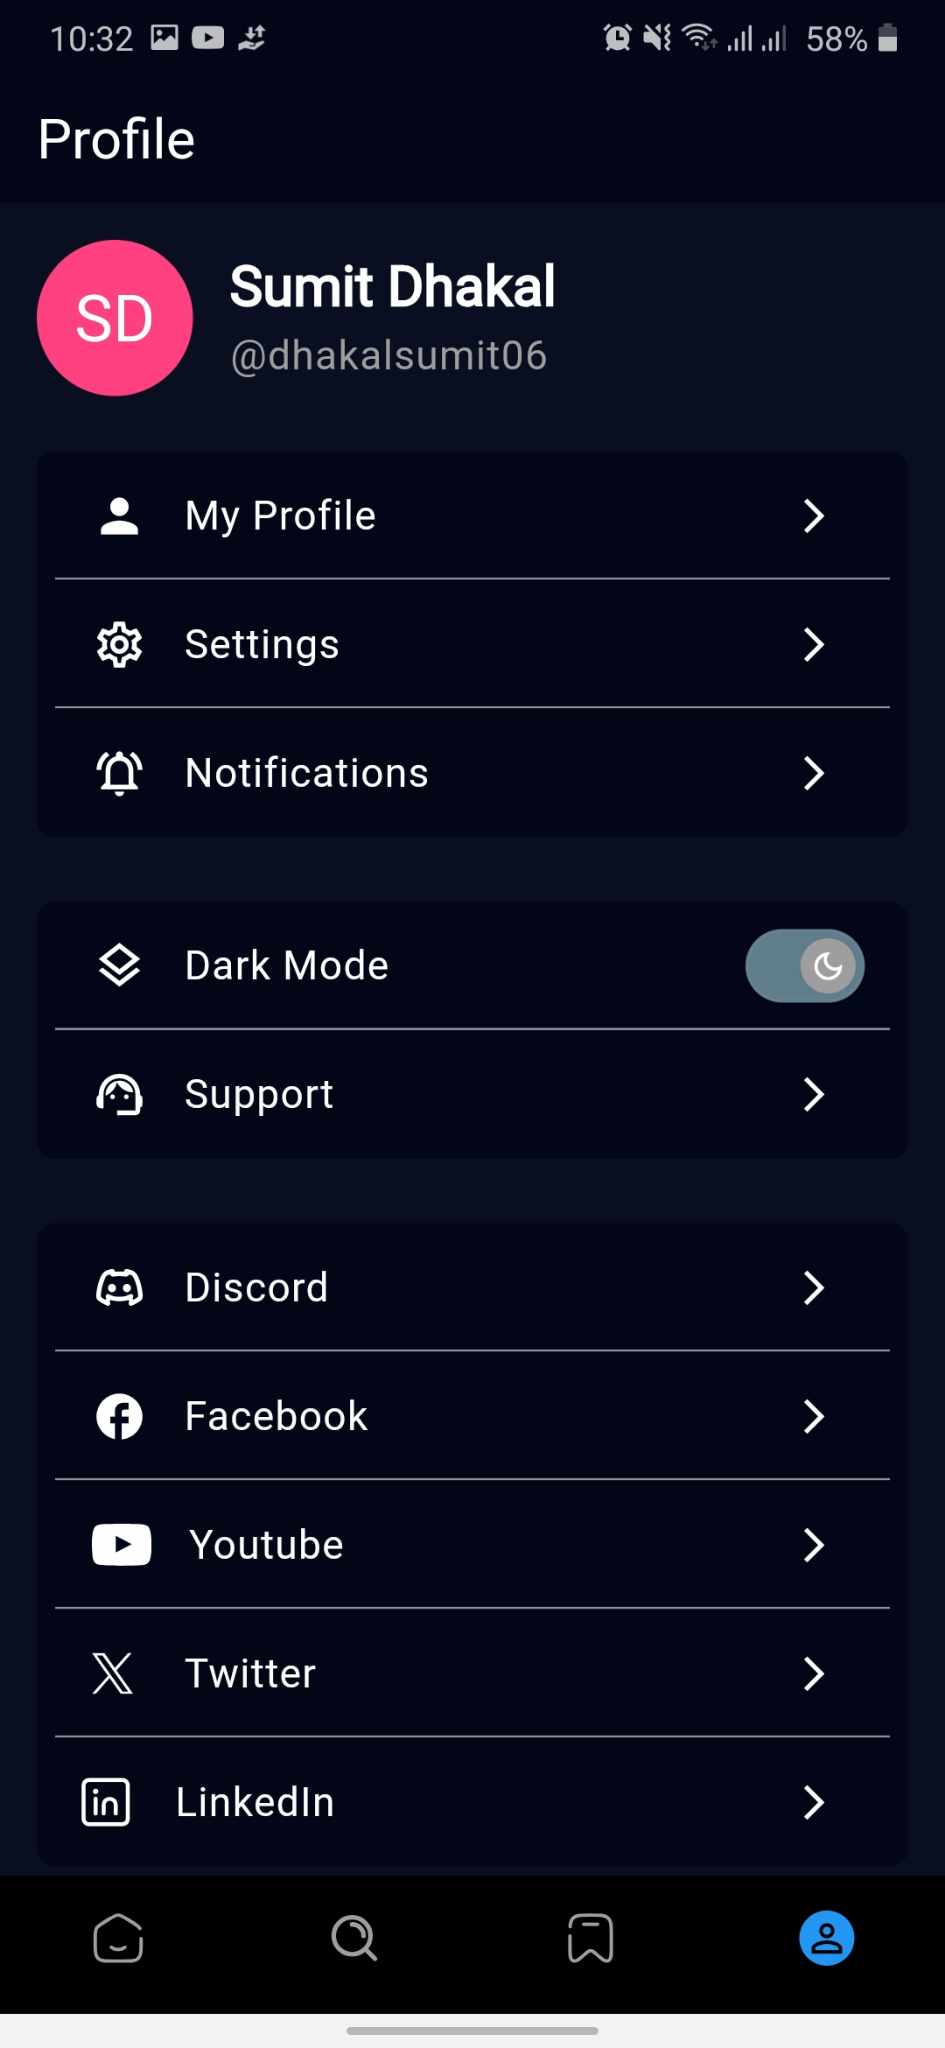 10:32 58%
Profile
SD
Sumit Dhakal
@dhakalsumit06
My Profile
Settings
Notifications
Dark Mode
Support
Discord
Facebook
Youtube
Twitter
LinkedIn